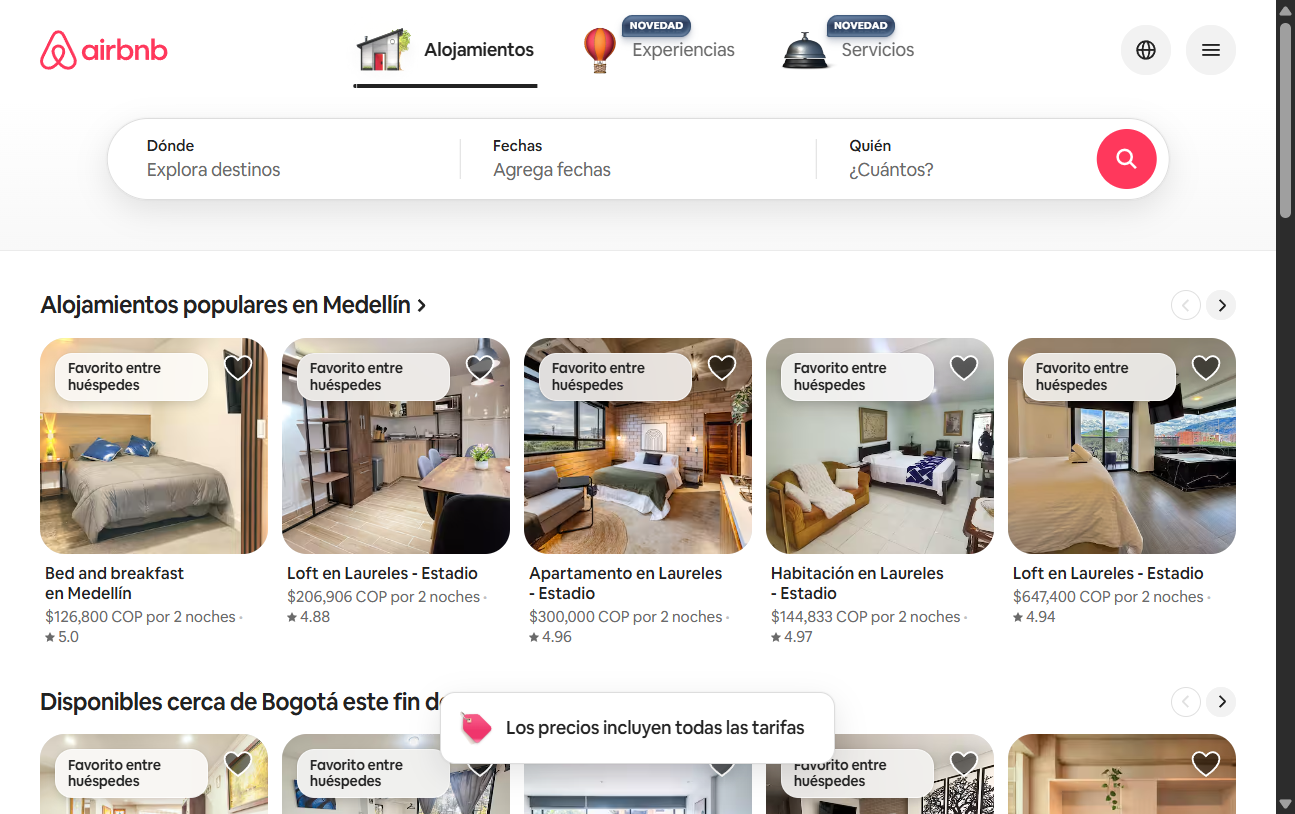 airbnb
Alojamientos
NOVEDAD
Experiencias
NOVEDAD
Servicios
Dónde
Explora destinos
Fechas
Agrega fechas
Quién
¿Cuántos?
Alojamientos populares en Medellín
Favorito entre
huéspedes
Favorito entre
huéspedes
Favorito entre
huéspedes
Favorito entre
huéspedes
Favorito entre
huéspedes
Bed and breakfast
en Medellín
$126,800 COP por 2 noches ·
★ 5.0
Loft en Laureles - Estadio
$206,906 COP por 2 noches ·
★ 4.88
Apartamento en Laureles
- Estadio
$300,000 COP por 2 noches ·
★ 4.96
Habitación en Laureles
- Estadio
$144,833 COP por 2 noches ·
★ 4.97
Loft en Laureles - Estadio
$647,400 COP por 2 noches ·
★ 4.94
Disponibles cerca de Bogotá este fin
Los precios incluyen todas las tarifas
Favorito entre
huéspedes
Favorito entre
huéspedes
Favorito entre
huéspedes